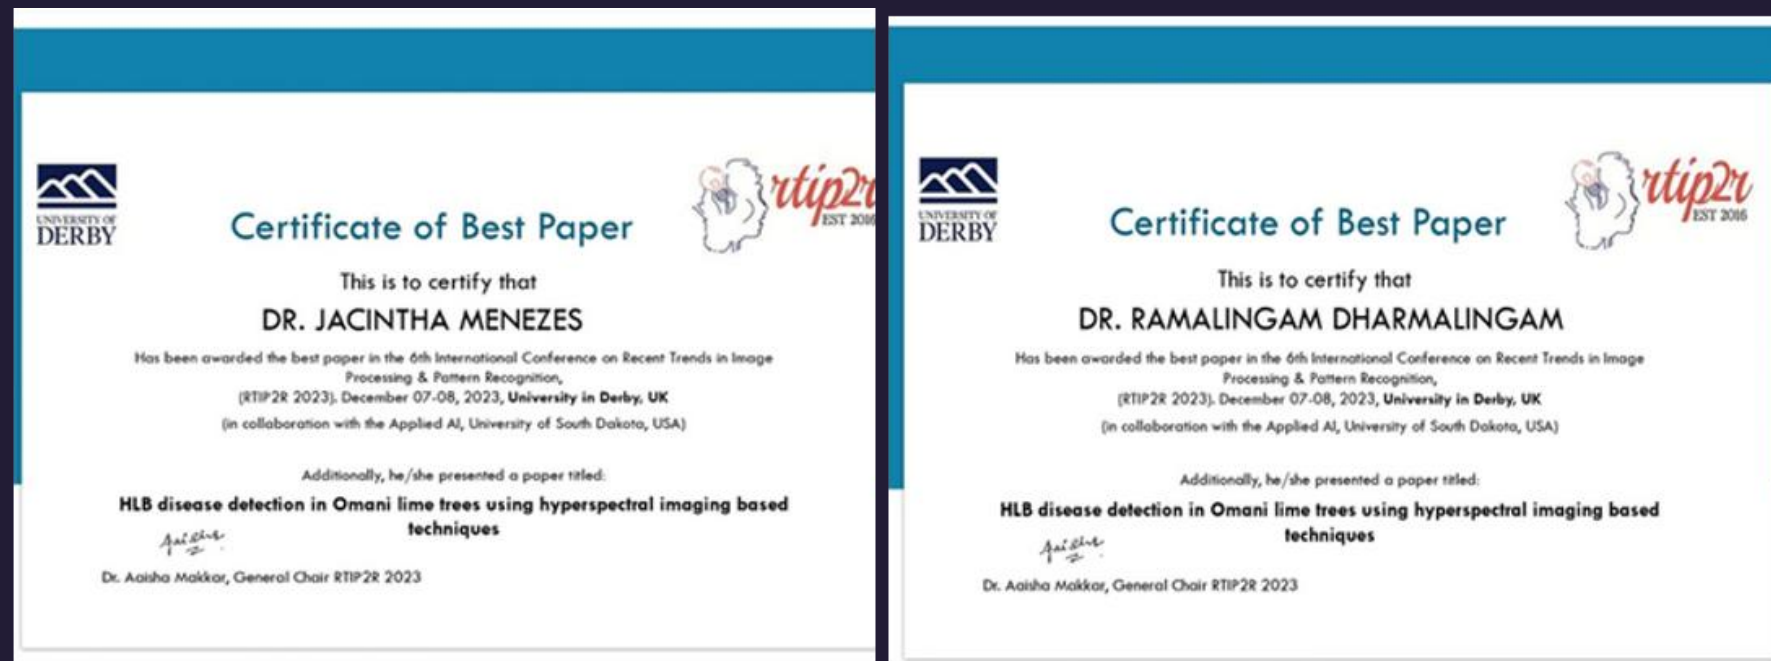 UNIVERSITY OF
DERBY
rtip2r
EST 2016
Certificate of Best Paper
This is to certify that
DR. JACINTHA MENEZES
Has been awarded the best paper in the 6th International Conference on Recent Trends in Image
Processing & Pattern Recognition,
(RTIP2R 2023). December 07-08, 2023, University in Derby, UK
(in collaboration with the Applied AI, University of South Dakota, USA)
Additionally, he/she presented a paper titled:
HLB disease detection in Omani lime trees using hyperspectral imaging based
techniques
Dr. Aaisha Makkar, General Chair RTIP2R 2023
UNIVERSITY OF
DERBY
rtip2r
EST 2016
Certificate of Best Paper
This is to certify that
DR. RAMALINGAM DHARMALINGAM
Has been awarded the best paper in the 6th International Conference on Recent Trends in Image
Processing & Pattern Recognition,
(RTIP2R 2023). December 07-08, 2023, University in Derby, UK
(in collaboration with the Applied AI, University of South Dakota, USA)
Additionally, he/she presented a paper titled:
HLB disease detection in Omani lime trees using hyperspectral imaging based
techniques
Dr. Aaisha Makkar, General Chair RTIP2R 2023